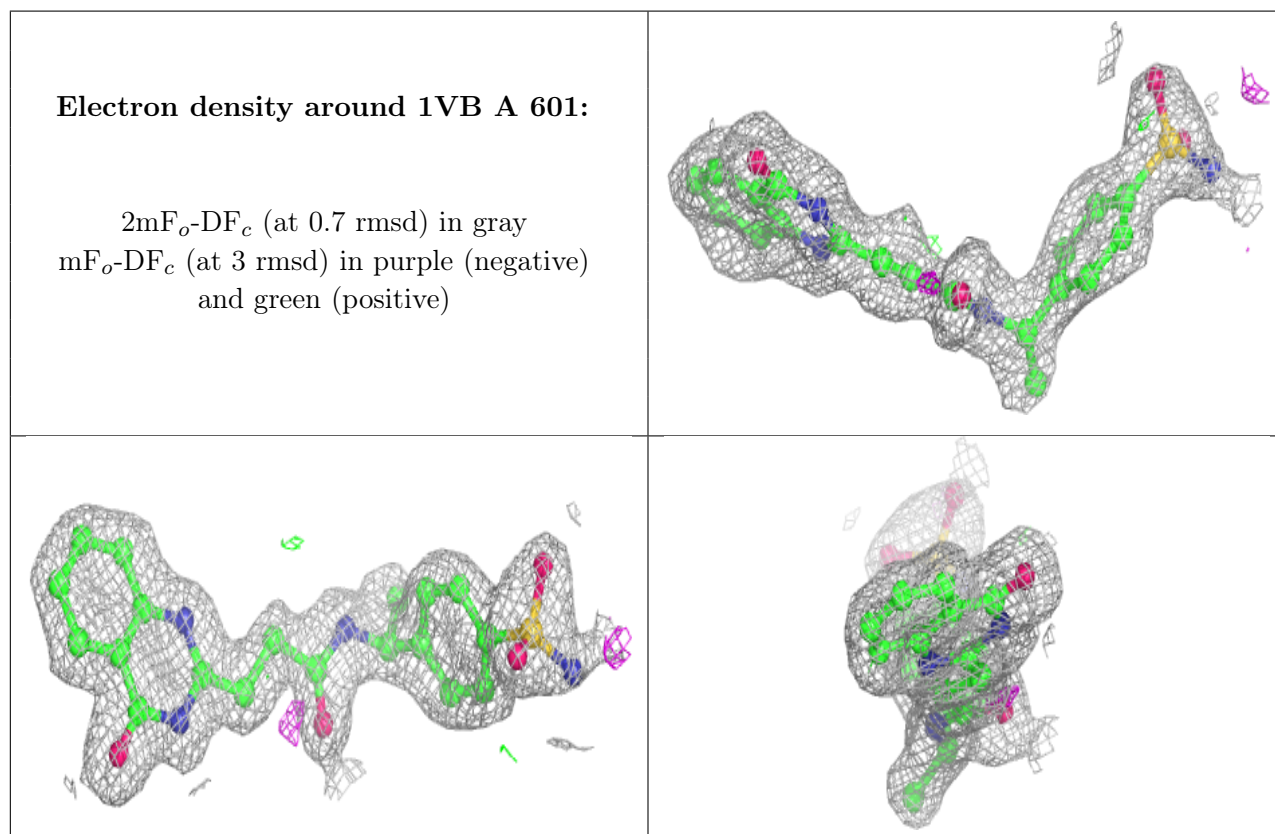 Electron density around 1VB A 601:
2mFo-DFc (at 0.7 rmsd) in gray
mFo-DFc (at 3 rmsd) in purple (negative)
and green (positive)